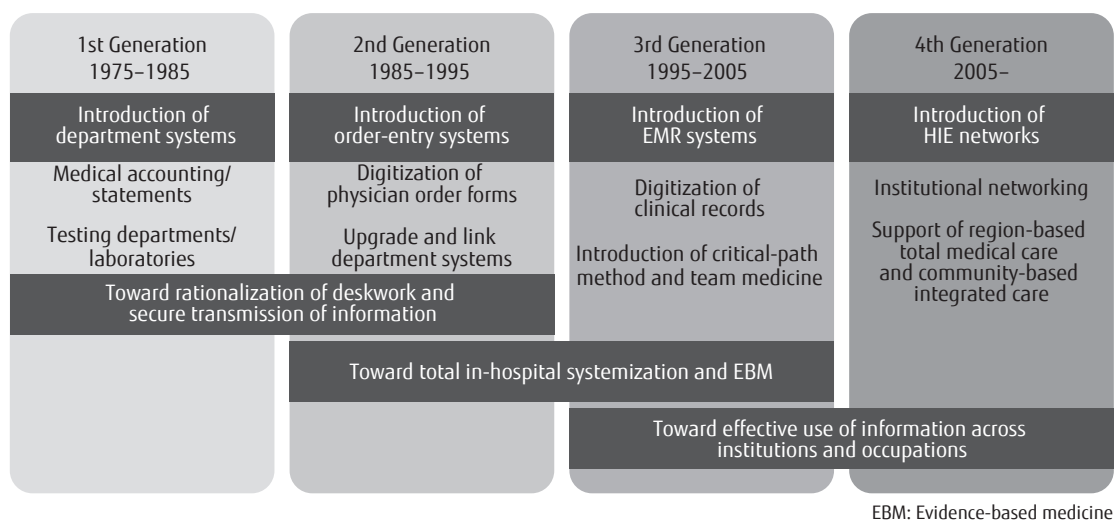 1st Generation
1975–1985
Introduction of
department systems
Medical accounting/
statements
Testing departments/
laboratories
2nd Generation
1985–1995
Introduction of
order-entry systems
Digitization of
physician order forms
Upgrade and link
department systems
3rd Generation
1995–2005
Introduction of
EMR systems
Digitization of
clinical records
Introduction of critical-path
method and team medicine
4th Generation
2005–
Introduction of
HIE networks
Institutional networking
Support of region-based
total medical care
and community-based
integrated care
Toward rationalization of deskwork and
secure transmission of information
Toward total in-hospital systemization and EBM
Toward effective use of information across
institutions and occupations
EBM: Evidence-based medicine